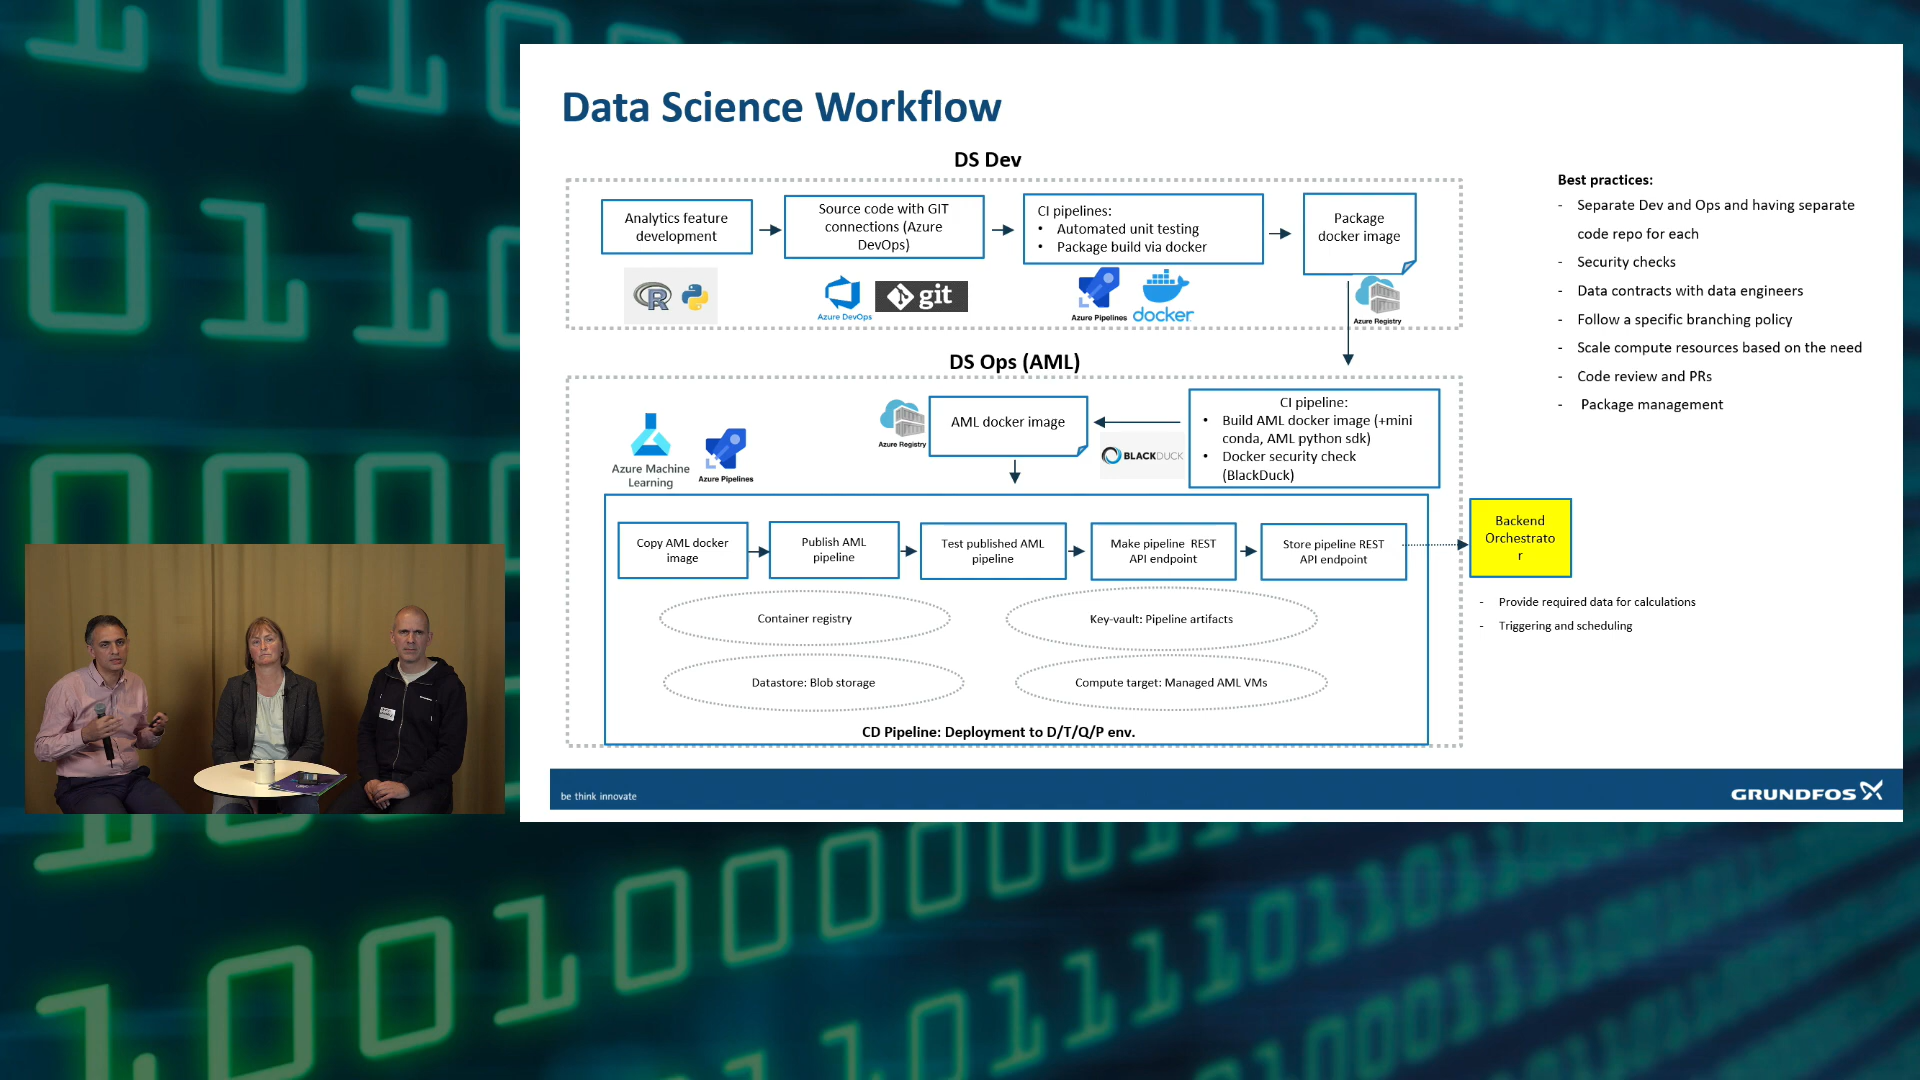 Data Science Workflow
DS Dev
Analytics feature
development
Source code with GIT
connections (Azure
DevOps)
CI pipelines:
• Automated unit testing
• Package build via docker
Package
docker image
R
Azure DevOps
git
Azure Pipelines
docker
Azure Registry
DS Ops (AML)
Azure Machine
Learning
Azure Pipelines
Azure Registry
AML docker image
BLACKDUCK
CI pipeline:
• Build AML docker image (+mini
conda, AML python sdk)
• Docker security check
(BlackDuck)
Copy AML docker
image
Publish AML
pipeline
Test published AML
pipeline
Make pipeline REST
API endpoint
Store pipeline REST
API endpoint
Container registry
Key-vault: Pipeline artifacts
Datastore: Blob storage
Compute target: Managed AML VMs
CD Pipeline: Deployment to D/T/Q/P env.
Backend
Orchestrato
r
- Provide required data for calculations
- Triggering and scheduling
Best practices:
- Separate Dev and Ops and having separate
code repo for each
- Security checks
- Data contracts with data engineers
- Follow a specific branching policy
- Scale compute resources based on the need
- Code review and PRs
- Package management
be think innovate
GRUNDFOS